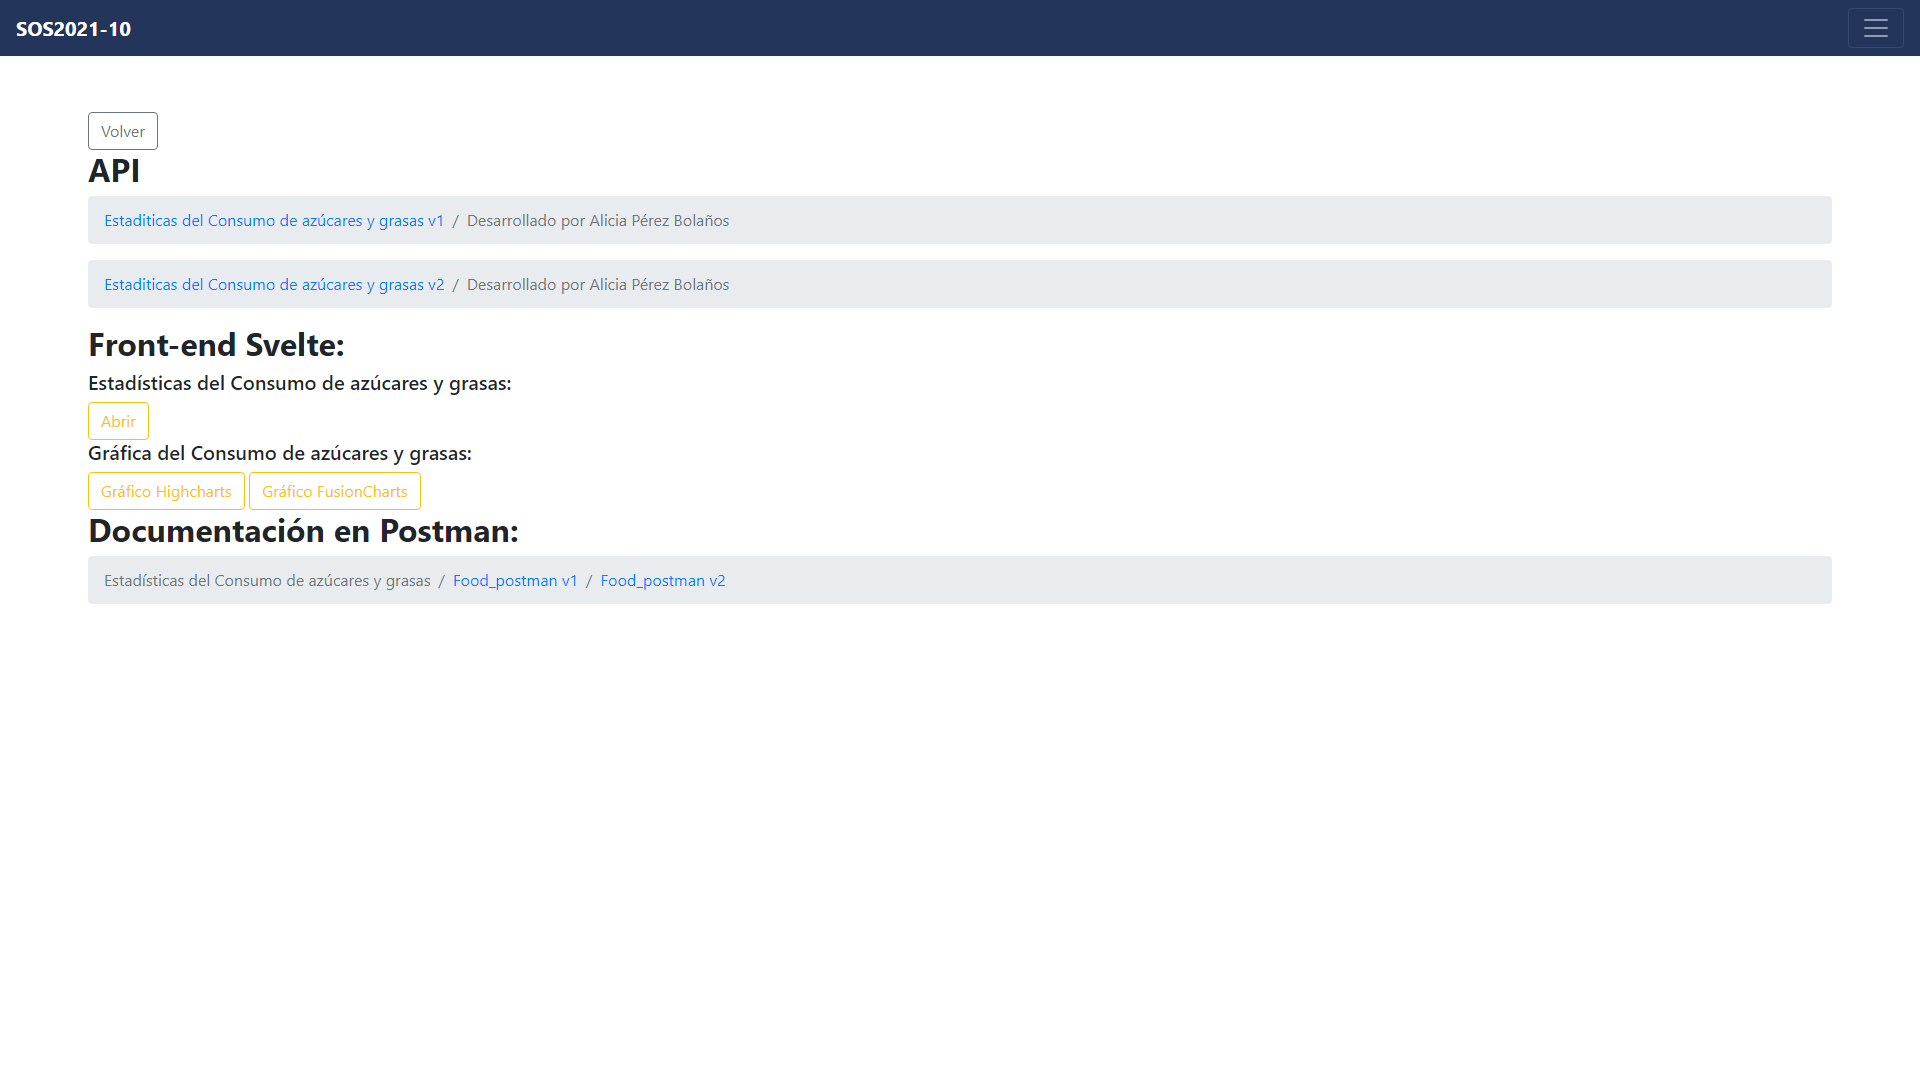 SOS2021-10
Volver
API
Estaditicas del Consumo de azúcares y grasas v1 / Desarrollado por Alicia Pérez Bolaños
Estaditicas del Consumo de azúcares y grasas v2 / Desarrollado por Alicia Pérez Bolaños
Front-end Svelte:
Estadísticas del Consumo de azúcares y grasas:
Abrir
Gráfica del Consumo de azúcares y grasas:
Gráfico Highcharts Gráfico FusionCharts
Documentación en Postman:
Estadísticas del Consumo de azúcares y grasas / Food_postman v1 / Food_postman v2